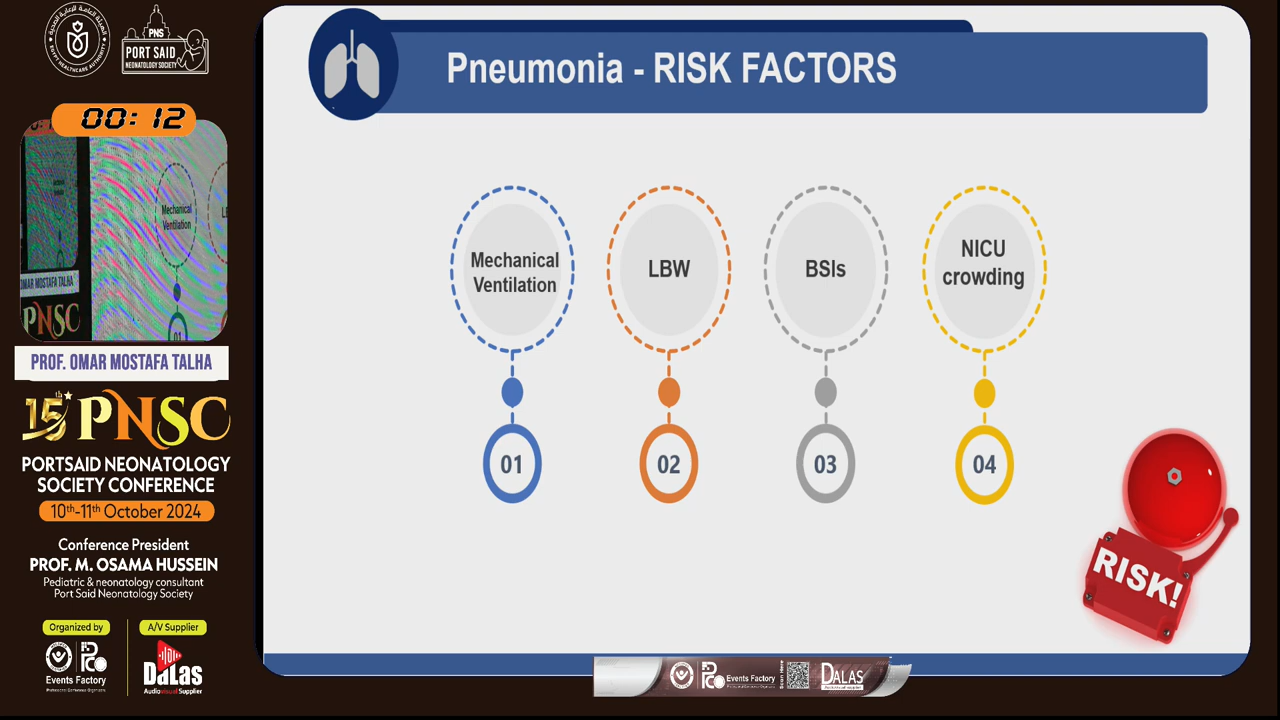 PNS
PORT SAID
NEONATOLOGY
SOCIETY
00:12
Mechanical
Ventilation
OMAR MOSTAFA TALHA
PNSC
01
PROF. OMAR MOSTAFA TALHA
15th PNSC
PORTSAID NEONATOLOGY
SOCIETY CONFERENCE
10th-11th October 2024
Conference President
PROF. M. OSAMA HUSSEIN
Pediatric & neonatology consultant
Port Said Neonatology Society
Organized by
Events Factory
A/V Supplier
DALAS
Audiovisual Supplier
Pneumonia - RISK FACTORS
Mechanical
Ventilation
LBW
BSIs
NICU
crowding
01
02
03
04
RISK!
Events Factory
DALAS